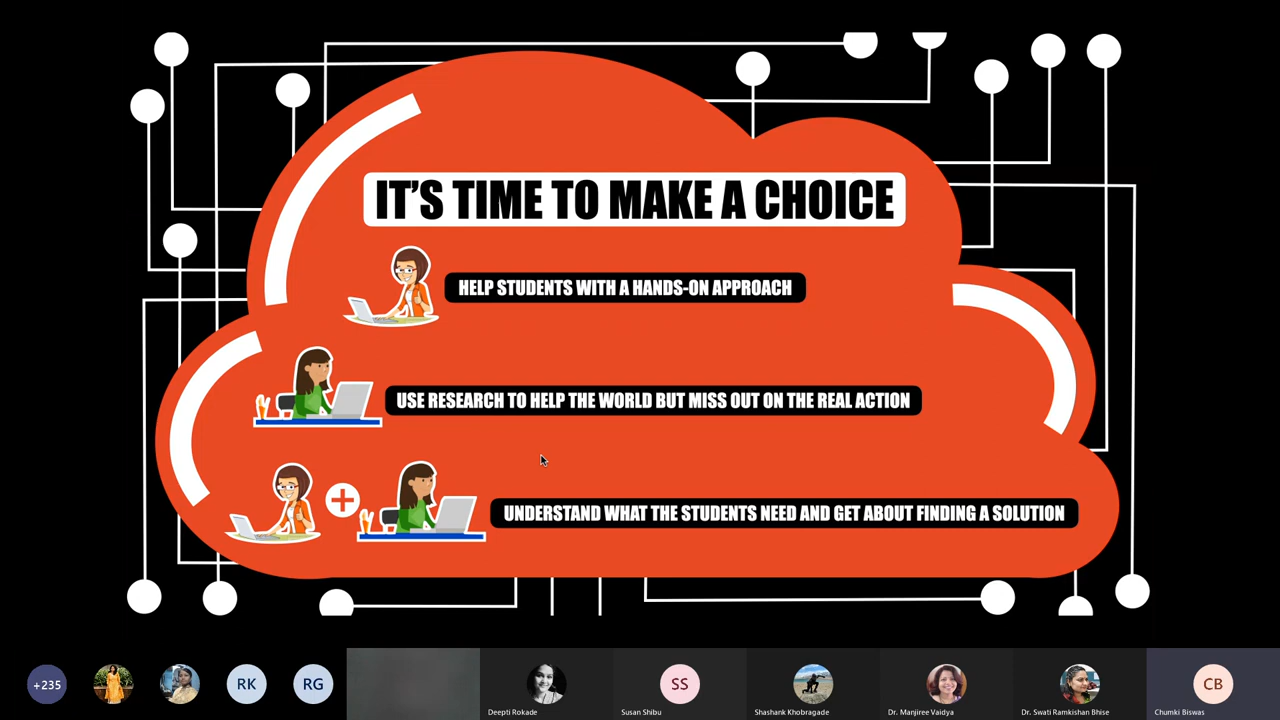 IT'S TIME TO MAKE A CHOICE
HELP STUDENTS WITH A HANDS-ON APPROACH
USE RESEARCH TO HELP THE WORLD BUT MISS OUT ON THE REAL ACTION
UNDERSTAND WHAT THE STUDENTS NEED AND GET ABOUT FINDING A SOLUTION
+235
RK
RG
Deepti Rokade
SS
Susan Shibu
Shashank Khobragade
Dr. Manjiree Vaidya
Dr. Swati Ramkishan Bhise
CB
Chumki Biswas